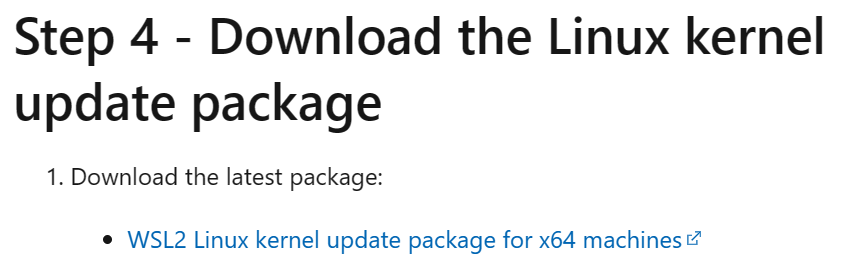 Step 4 - Download the Linux kernel
update package
1. Download the latest package:
• WSL2 Linux kernel update package for x64 machines